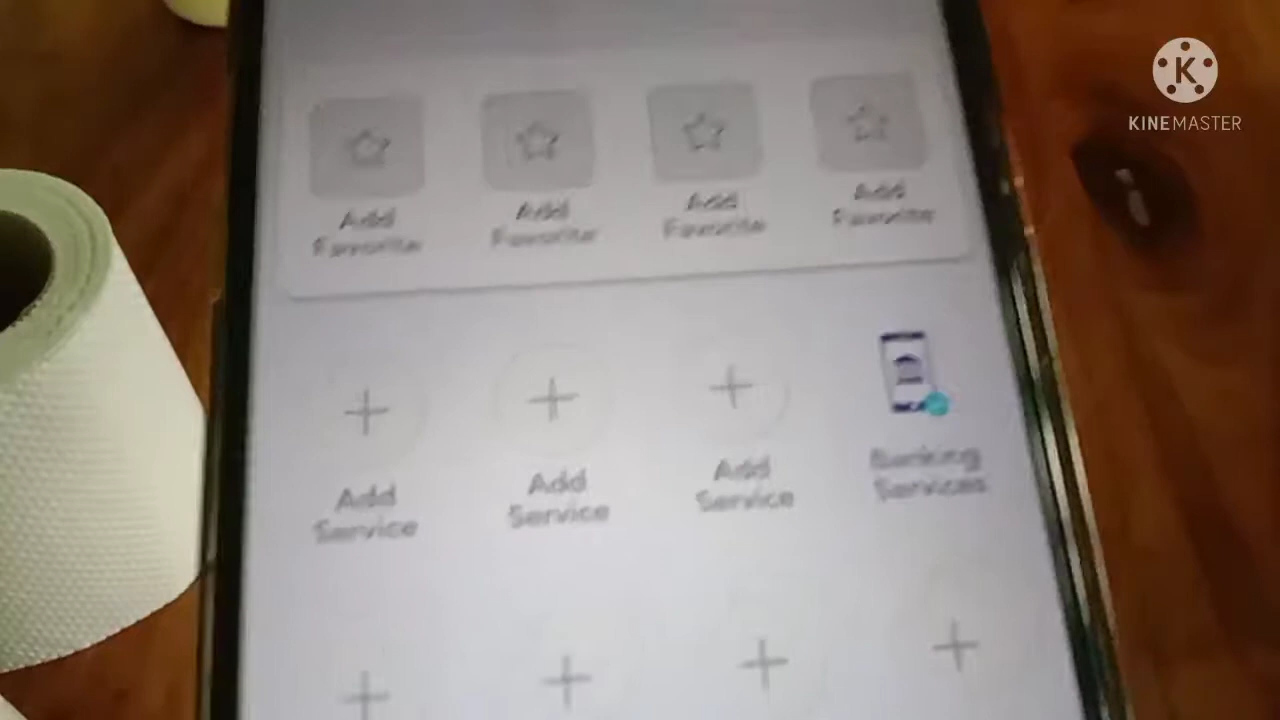 KINEMASTER
Add Add Add Add
Favorite Favorite Favorite Favorite
Add Add Add Banking
Service Service Service Services